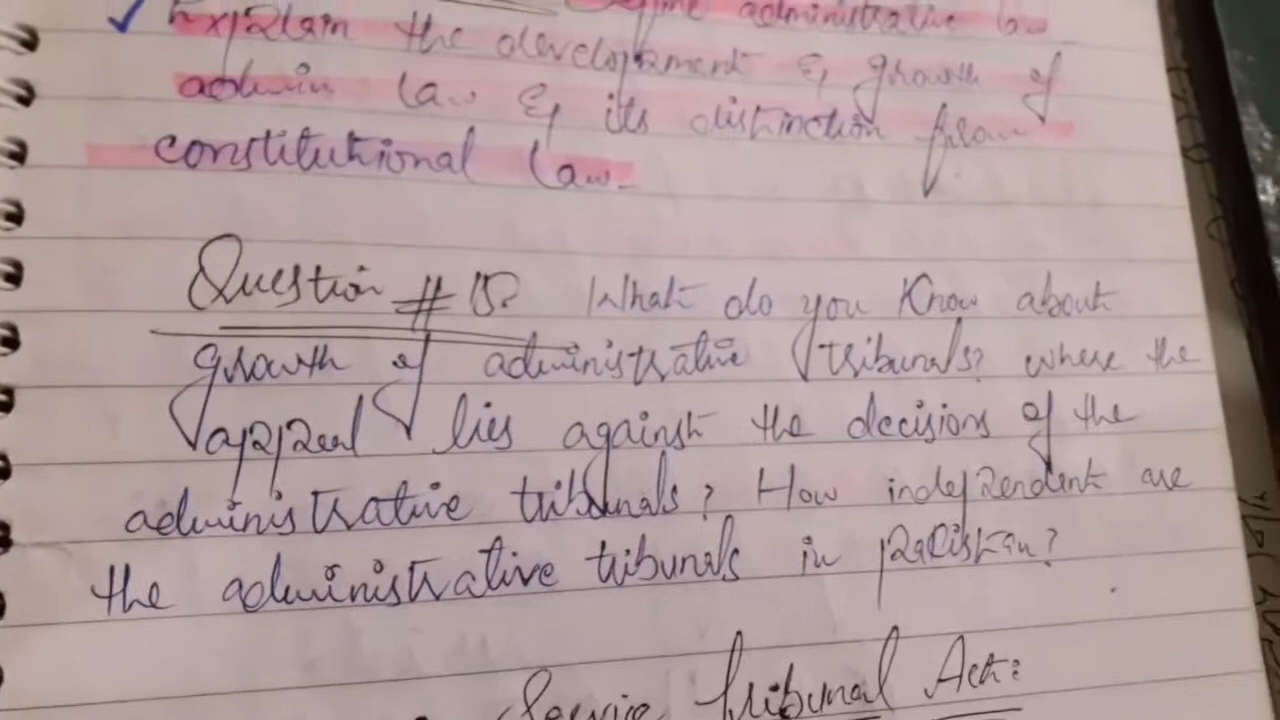 Define administrative law
Explain the development & growth of
admin law & its distinction from
constitutional law.
Question # 15: What do you know about
growth of administrative tribunals? where the
appeal lies against the decisions of the
administrative tribunals? How independent are
the administrative tribunals in pakistan?
Service Tribunal Act: